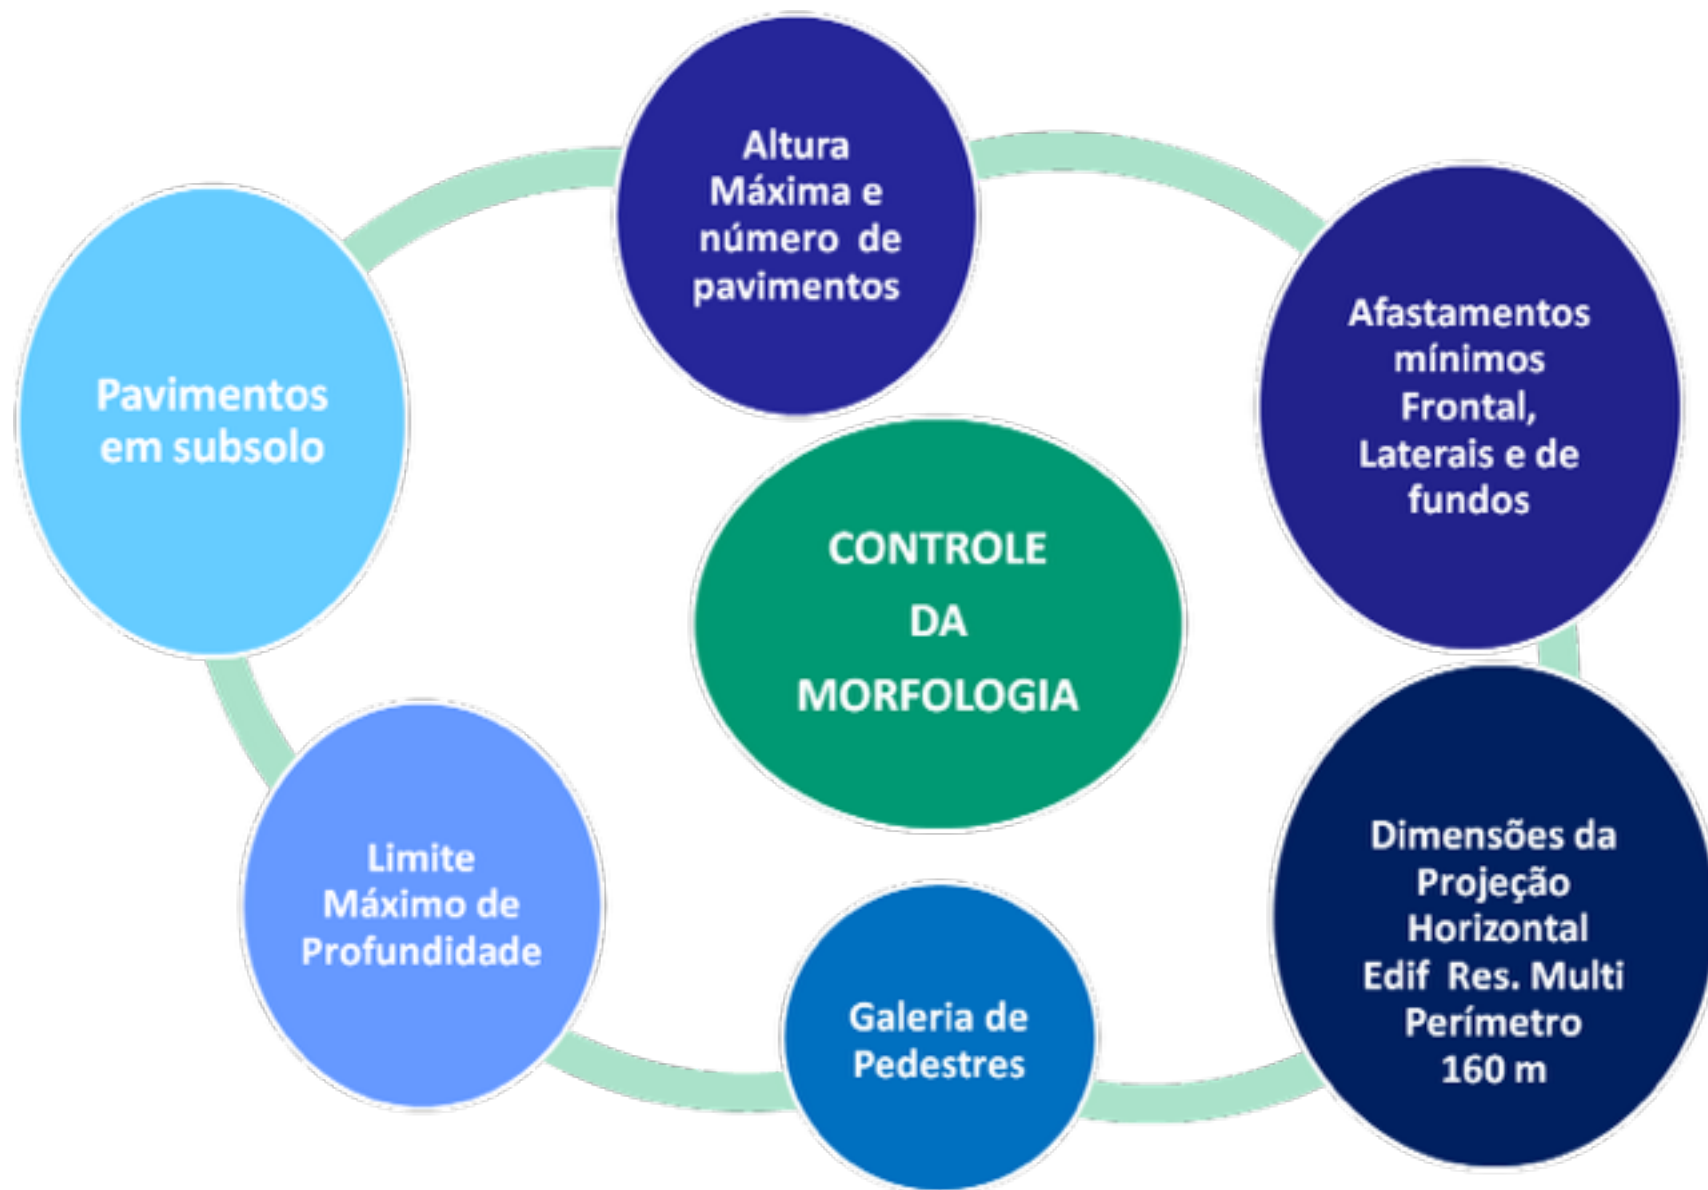 Altura
Máxima e
número de
pavimentos
Afastamentos
mínimos
Frontal,
Laterais e de
fundos
Pavimentos
em subsolo
CONTROLE
DA
MORFOLOGIA
Dimensões da
Projeção
Horizontal
Edif Res. Multi
Perímetro
160 m
Limite
Máximo de
Profundidade
Galeria de
Pedestres